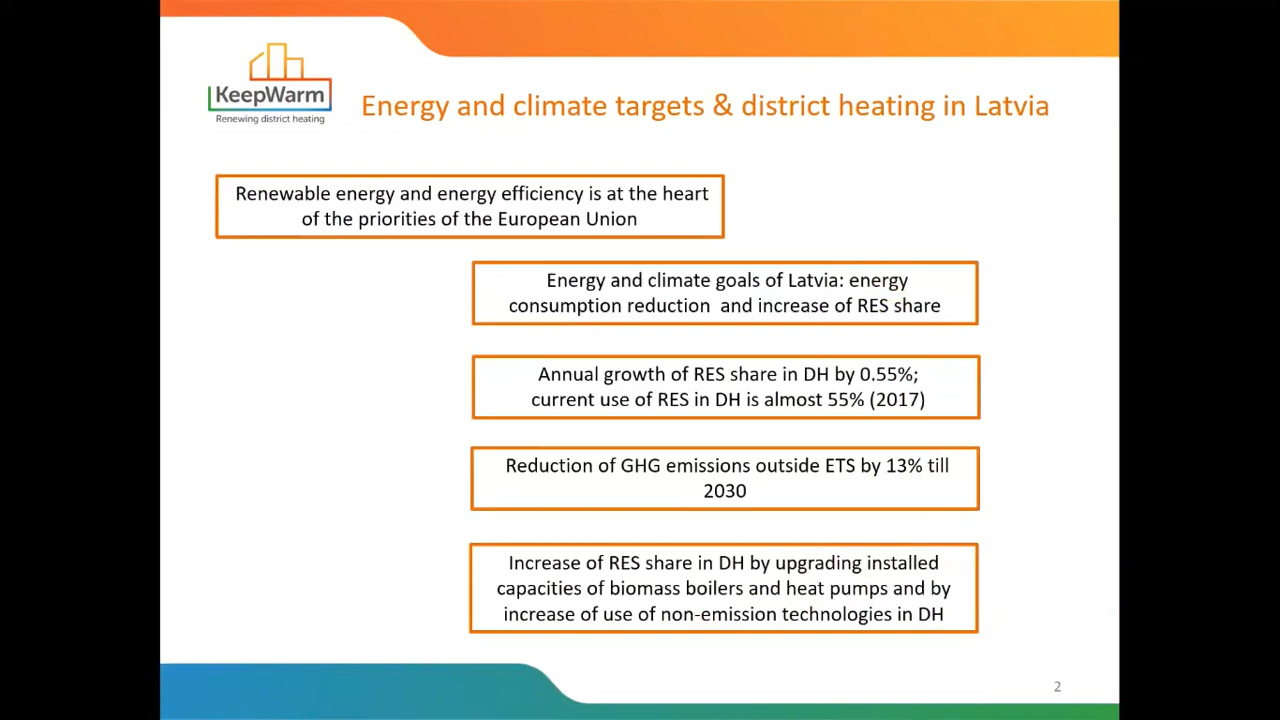 KeepWarm
Renewing district heating
Energy and climate targets & district heating in Latvia
Renewable energy and energy efficiency is at the heart
of the priorities of the European Union
Energy and climate goals of Latvia: energy
consumption reduction  and increase of RES share
Annual growth of RES share in DH by 0.55%;
current use of RES in DH is almost 55% (2017)
Reduction of GHG emissions outside ETS by 13% till
2030
Increase of RES share in DH by upgrading installed
capacities of biomass boilers and heat pumps and by
increase of use of non-emission technologies in DH
2